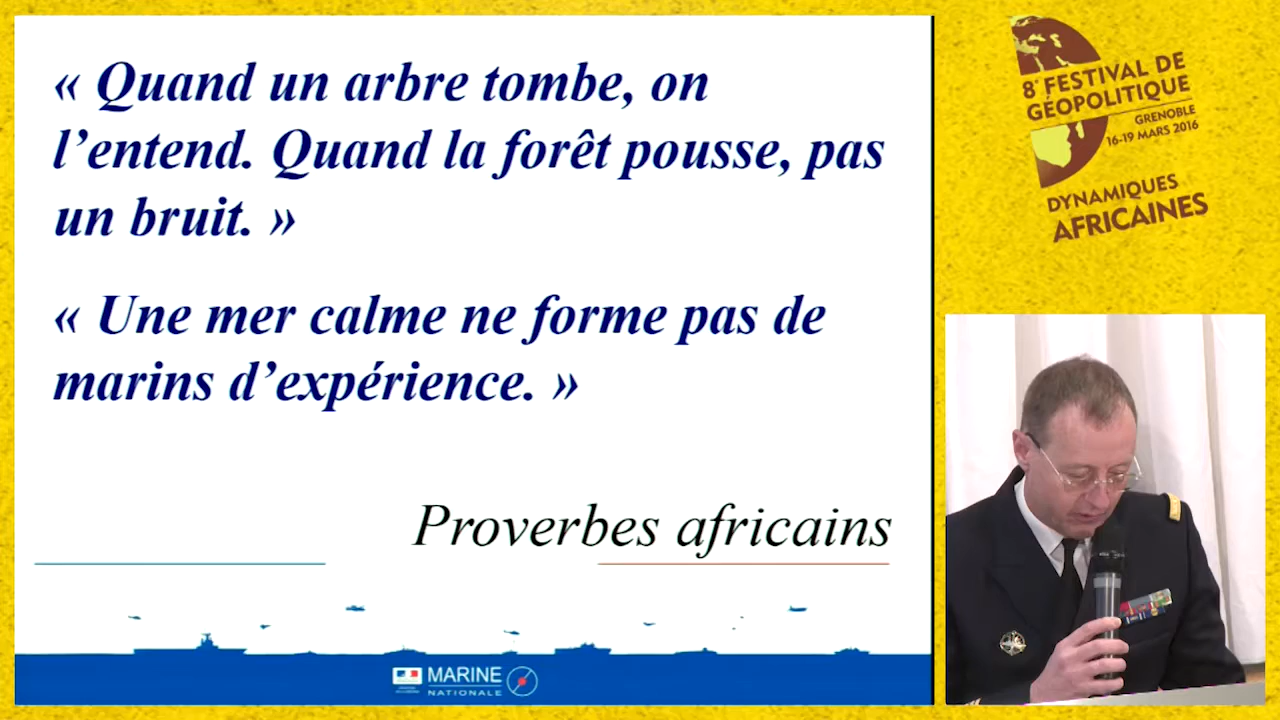 « Quand un arbre tombe, on
l’entend. Quand la forêt pousse, pas
un bruit. »
« Une mer calme ne forme pas de
marins d’expérience. »
Proverbes africains
MARINE
NATIONALE
8e FESTIVAL DE
GÉOPOLITIQUE
GRENOBLE
16-19 MARS 2016
DYNAMIQUES
AFRICAINES